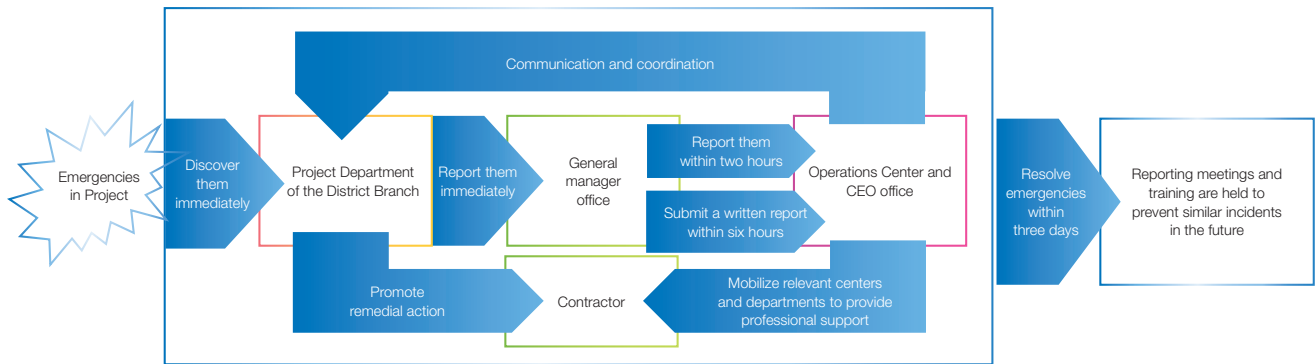 Communication and coordination
Emergencies
in Project
Discover
them
immediately
Project Department
of the District Branch
Report them
immediately
General
manager
office
Report them
within two hours
Submit a written report
within six hours
Operations Center and
CEO office
Promote
remedial action
Contractor
Mobilize relevant centers
and departments to provide
professional support
Resolve
emergencies
within
three days
Reporting meetings and
training are held to
prevent similar incidents
in the future